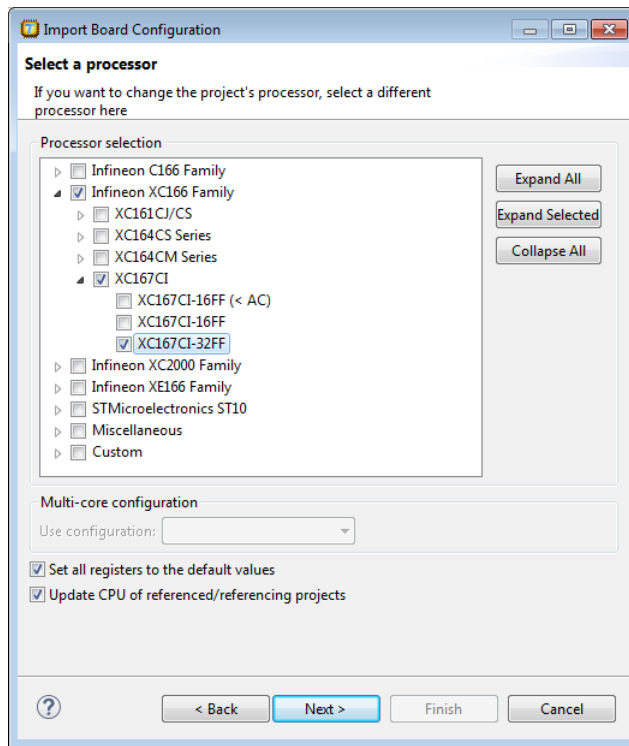 Import Board Configuration
Select a processor
If you want to change the project's processor, select a different
processor here
Processor selection
Infineon C166 Family
Infineon XC166 Family
XC161CJ/CS
XC164CS Series
XC164CM Series
XC167CI
XC167CI-16FF (< AC)
XC167CI-16FF
XC167CI-32FF
Infineon XC2000 Family
Infineon XE166 Family
STMicroelectronics ST10
Miscellaneous
Custom
Expand All
Expand Selected
Collapse All
Multi-core configuration
Use configuration:
Set all registers to the default values
Update CPU of referenced/referencing projects
?
< Back
Next >
Finish
Cancel